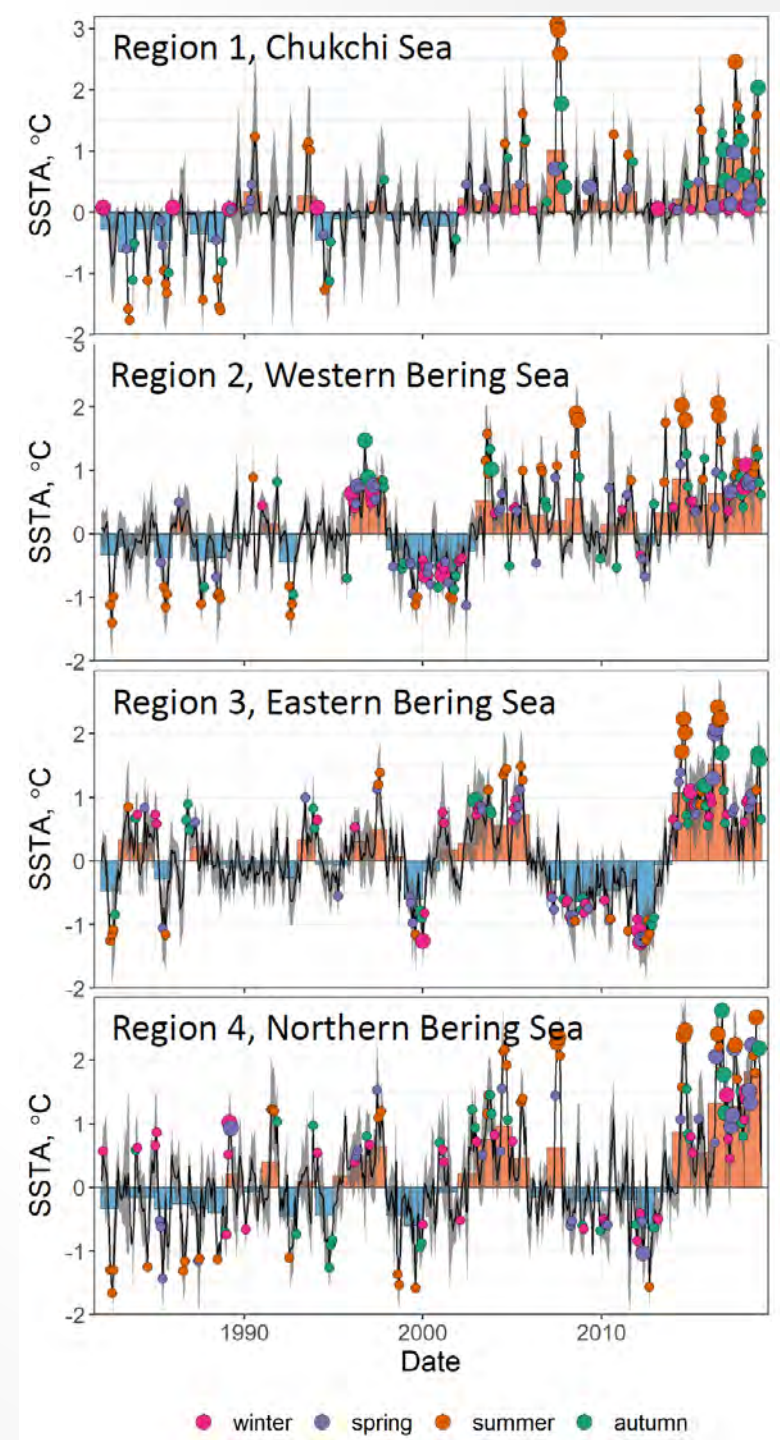 Region 1, Chukchi Sea
SSTA, °C
3
2
1
0
-1
-2
Region 2, Western Bering Sea
SSTA, °C
3
2
1
0
-1
-2
Region 3, Eastern Bering Sea
SSTA, °C
2
1
0
-1
-2
Region 4, Northern Bering Sea
SSTA, °C
2
1
0
-1
-2
1990 2000 2010
Date
winter spring summer autumn